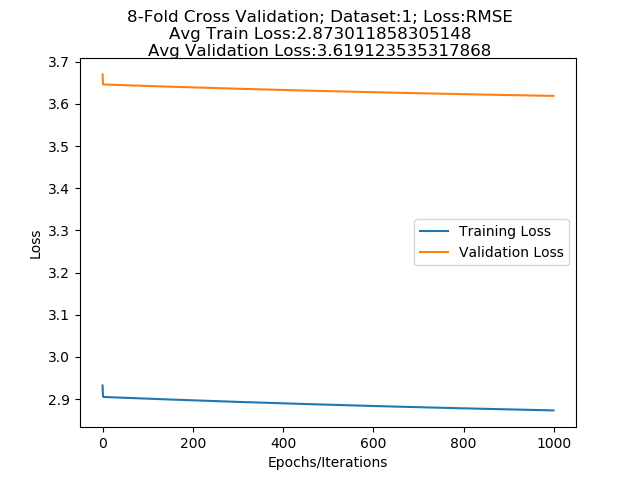 8-Fold Cross Validation; Dataset:1; Loss:RMSE
Avg Train Loss:2.873011858305148
Avg Validation Loss:3.619123535317868
3.7
3.6
3.5
3.4
3.3
3.2
3.1
3.0
2.9
Loss
Training Loss
Validation Loss
0 200 400 600 800 1000
Epochs/Iterations